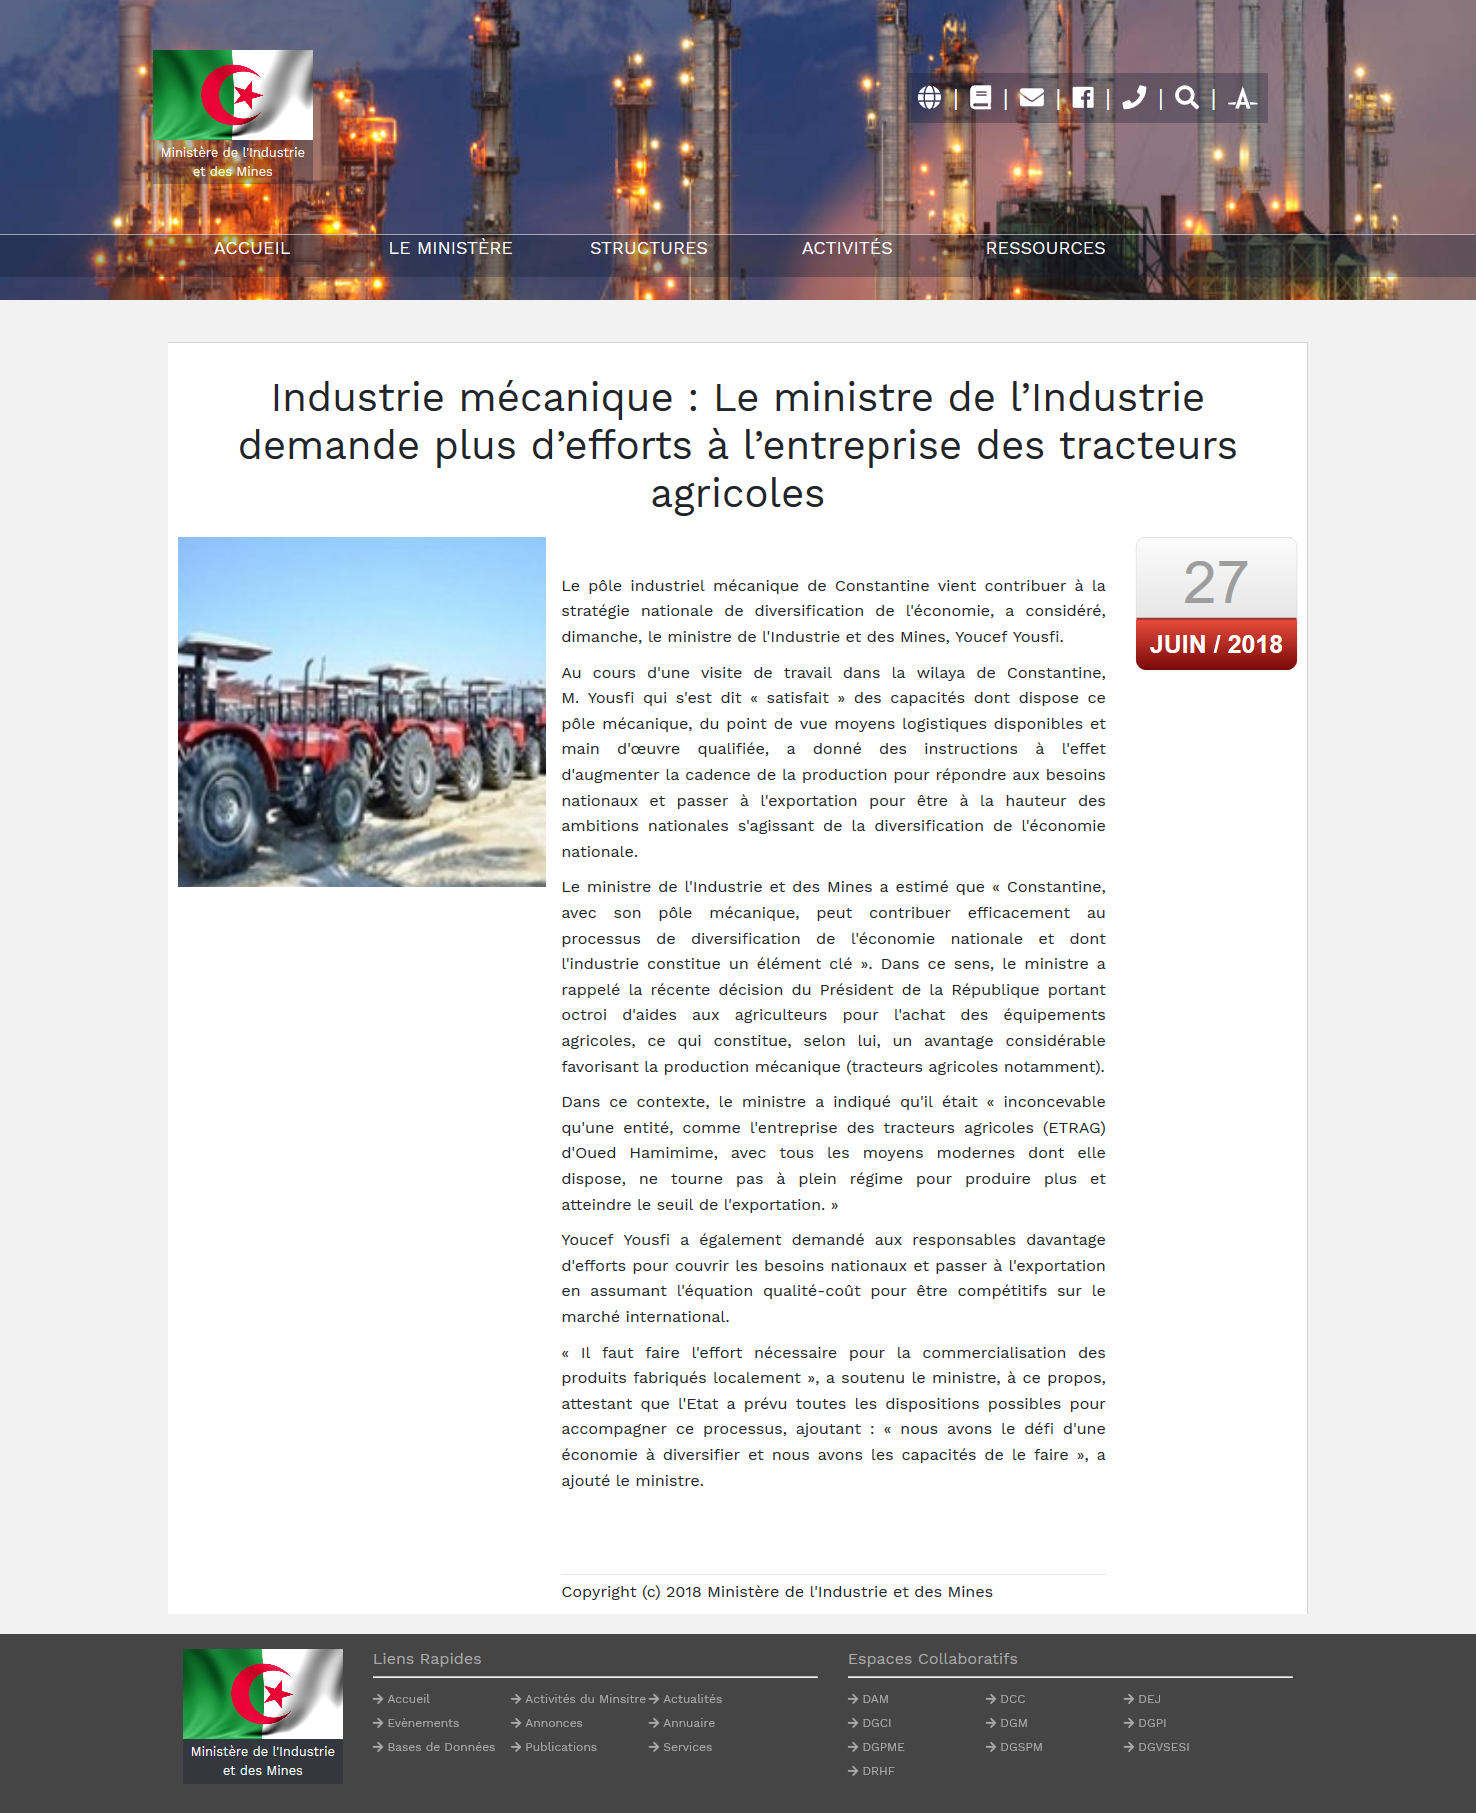 Ministère de l'Industrie
et des Mines
| | | | | |
ACCUEIL LE MINISTÈRE STRUCTURES ACTIVITÉS RESSOURCES
Industrie mécanique : Le ministre de l’Industrie
demande plus d’efforts à l’entreprise des tracteurs
agricoles
27
JUIN / 2018
Le pôle industriel mécanique de Constantine vient contribuer à la
stratégie nationale de diversification de l'économie, a considéré,
dimanche, le ministre de l'Industrie et des Mines, Youcef Yousfi.
Au cours d'une visite de travail dans la wilaya de Constantine,
M. Yousfi qui s'est dit « satisfait » des capacités dont dispose ce
pôle mécanique, du point de vue moyens logistiques disponibles et
main d'œuvre qualifiée, a donné des instructions à l'effet
d'augmenter la cadence de la production pour répondre aux besoins
nationaux et passer à l'exportation pour être à la hauteur des
ambitions nationales s'agissant de la diversification de l'économie
nationale.
Le ministre de l'Industrie et des Mines a estimé que « Constantine,
avec son pôle mécanique, peut contribuer efficacement au
processus de diversification de l'économie nationale et dont
l'industrie constitue un élément clé ». Dans ce sens, le ministre a
rappelé la récente décision du Président de la République portant
octroi d'aides aux agriculteurs pour l'achat des équipements
agricoles, ce qui constitue, selon lui, un avantage considérable
favorisant la production mécanique (tracteurs agricoles notamment).
Dans ce contexte, le ministre a indiqué qu'il était « inconcevable
qu'une entité, comme l'entreprise des tracteurs agricoles (ETRAG)
d'Oued Hamimime, avec tous les moyens modernes dont elle
dispose, ne tourne pas à plein régime pour produire plus et
atteindre le seuil de l'exportation. »
Youcef Yousfi a également demandé aux responsables davantage
d'efforts pour couvrir les besoins nationaux et passer à l'exportation
en assumant l'équation qualité-coût pour être compétitifs sur le
marché international.
« Il faut faire l'effort nécessaire pour la commercialisation des
produits fabriqués localement », a soutenu le ministre, à ce propos,
attestant que l'Etat a prévu toutes les dispositions possibles pour
accompagner ce processus, ajoutant : « nous avons le défi d'une
économie à diversifier et nous avons les capacités de le faire », a
ajouté le ministre.
Copyright (c) 2018 Ministère de l'Industrie et des Mines
Ministère de l'Industrie
et des Mines
Liens Rapides
Accueil Activités du Minsitre Actualités
Evènements Annonces Annuaire
Bases de Données Publications Services
Espaces Collaboratifs
DAM DCC DEJ
DGCI DGM DGPI
DGPME DGSPM DGVSESI
DRHF